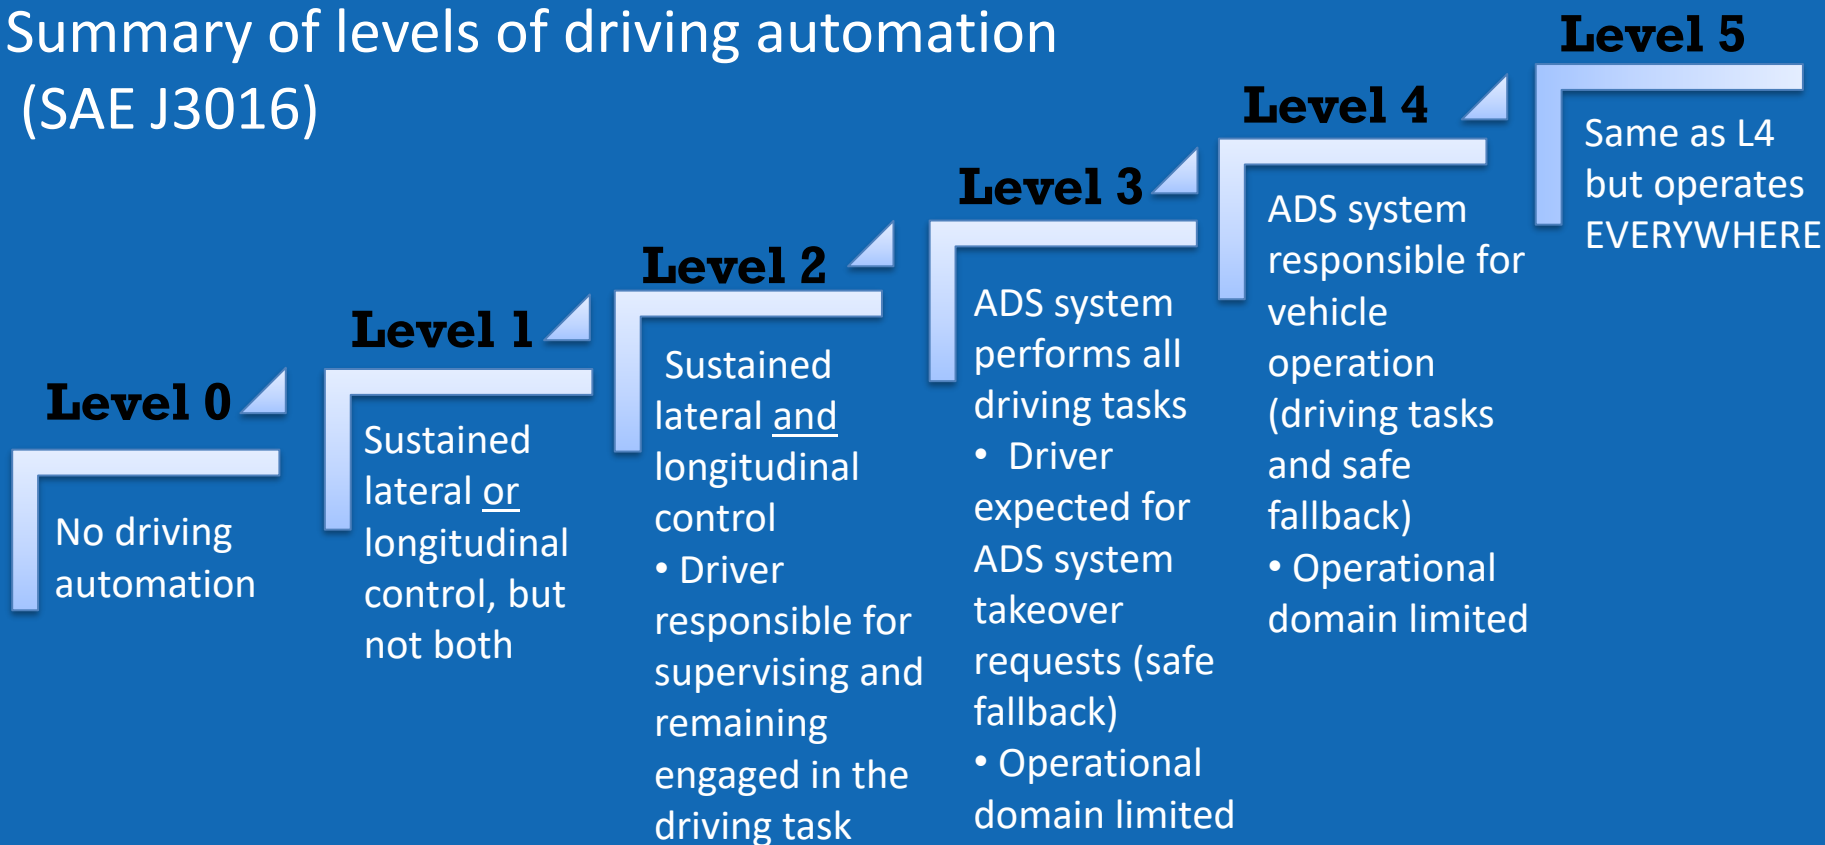 Summary of levels of driving automation
(SAE J3016)
Level 0
No driving
automation
Level 1
Sustained
lateral or
longitudinal
control, but
not both
Level 2
Sustained
lateral and
longitudinal
control
• Driver
responsible for
supervising and
remaining
engaged in the
driving task
Level 3
ADS system
performs all
driving tasks
• Driver
expected for
ADS system
takeover
requests (safe
fallback)
• Operational
domain limited
Level 4
ADS system
responsible for
vehicle
operation
(driving tasks
and safe
fallback)
• Operational
domain limited
Level 5
Same as L4
but operates
EVERYWHERE